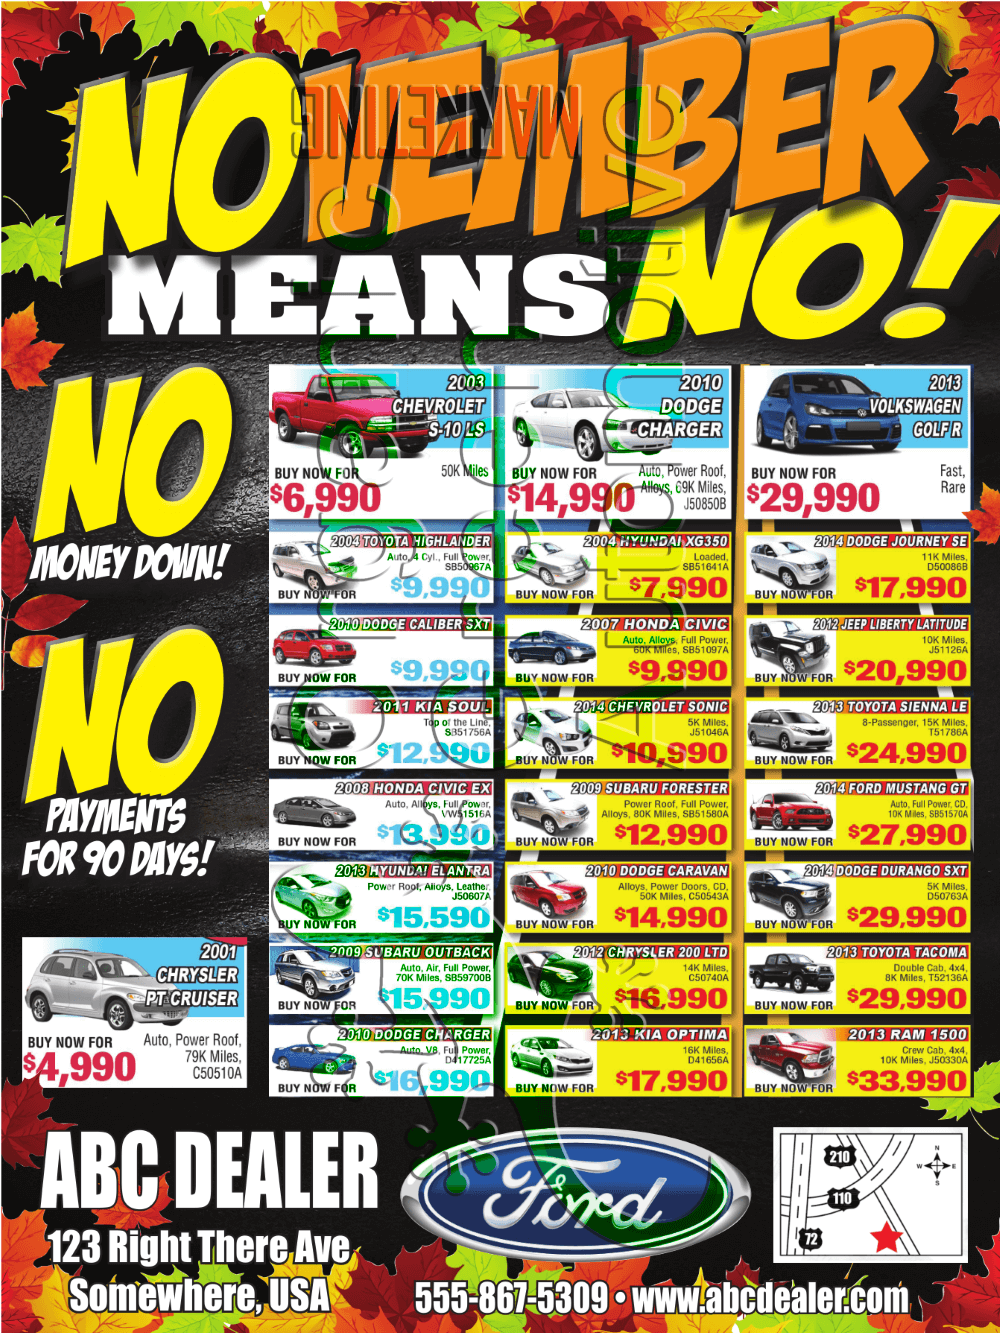 NOVEMBER
MEANS NO!
NO
MONEY DOWN!
NO
PAYMENTS
FOR 90 DAYS!
2001
CHRYSLER
PT CRUISER
BUY NOW FOR
$4,990
Auto, Power Roof,
79K Miles,
C50510A
2003
CHEVROLET
S-10 LS
BUY NOW FOR
$6,990
50K Miles
2010
DODGE
CHARGER
BUY NOW FOR
$14,990
Auto, Power Roof,
Alloys, 69K Miles,
J50850B
2013
VOLKSWAGEN
GOLF R
BUY NOW FOR
$29,990
Fast,
Rare
2004 TOYOTA HIGHLANDER
Auto, 4 Cyl., Full Power,
SB50967A
BUY NOW FOR $9,990
2004 HYUNDAI XG350
Loaded,
SB51641A
BUY NOW FOR $7,990
2014 DODGE JOURNEY SE
11K Miles,
D50086B
BUY NOW FOR $17,990
2010 DODGE CALIBER SXT
BUY NOW FOR $9,990
2007 HONDA CIVIC
Auto, Alloys, Full Power,
60K Miles, SB51097A
BUY NOW FOR $9,990
2012 JEEP LIBERTY LATITUDE
10K Miles,
J51126A
BUY NOW FOR $20,990
2011 KIA SOUL
Top of the Line,
SB51756A
BUY NOW FOR $12,990
2014 CHEVROLET SONIC
5K Miles,
J51046A
BUY NOW FOR $10,990
2013 TOYOTA SIENNA LE
8-Passenger, 15K Miles,
T51786A
BUY NOW FOR $24,990
2008 HONDA CIVIC EX
Auto, Alloys, Full Power,
VW51516A
BUY NOW FOR $13,990
2009 SUBARU FORESTER
Power Roof, Full Power,
Alloys, 80K Miles, SB51580A
BUY NOW FOR $12,990
2014 FORD MUSTANG GT
Auto, Full Power, CD,
10K Miles, SB51570A
BUY NOW FOR $27,990
2013 HYUNDAI ELANTRA
Power Roof, Alloys, Leather,
J50607A
BUY NOW FOR $15,590
2010 DODGE CARAVAN
Alloys, Power Doors, CD,
50K Miles, C50543A
BUY NOW FOR $14,990
2014 DODGE DURANGO SXT
5K Miles,
D50763A
BUY NOW FOR $29,990
2009 SUBARU OUTBACK
Auto, Air, Full Power,
70K Miles, SB59700B
BUY NOW FOR $15,990
2012 CHRYSLER 200 LTD
14K Miles,
C50740A
BUY NOW FOR $16,990
2013 TOYOTA TACOMA
Double Cab, 4x4,
8K Miles, T52136A
BUY NOW FOR $29,990
2010 DODGE CHARGER
Auto, V8, Full Power,
D417725A
BUY NOW FOR $16,990
2013 KIA OPTIMA
16K Miles,
D41656A
BUY NOW FOR $17,990
2013 RAM 1500
Crew Cab, 4x4,
10K Miles, J50330A
BUY NOW FOR $33,990
ABC DEALER
123 Right There Ave
Somewhere, USA
Ford
210
110
72
N
W E
S
555-867-5309 • www.abcdealer.com
MARKETING